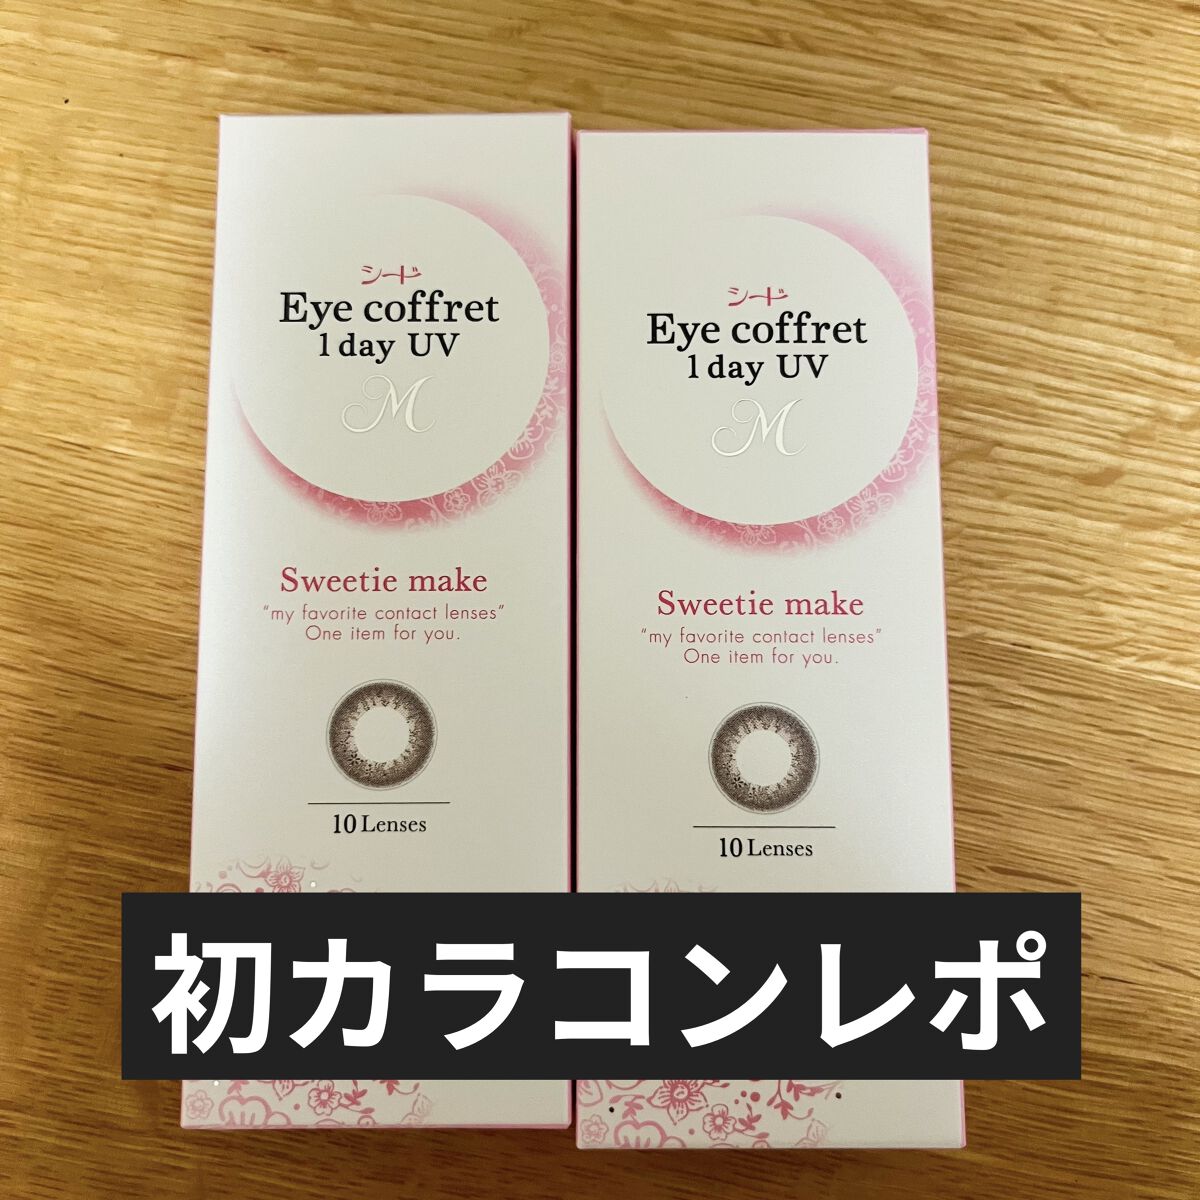 シード
Eye coffret
1 day UV
M
Sweetie make
"my favorite contact lenses"
One item for you.
10 Lenses
シード
Eye coffret
1 day UV
M
Sweetie make
"my favorite contact lenses"
One item for you.
10 Lenses
初カラコンレポ